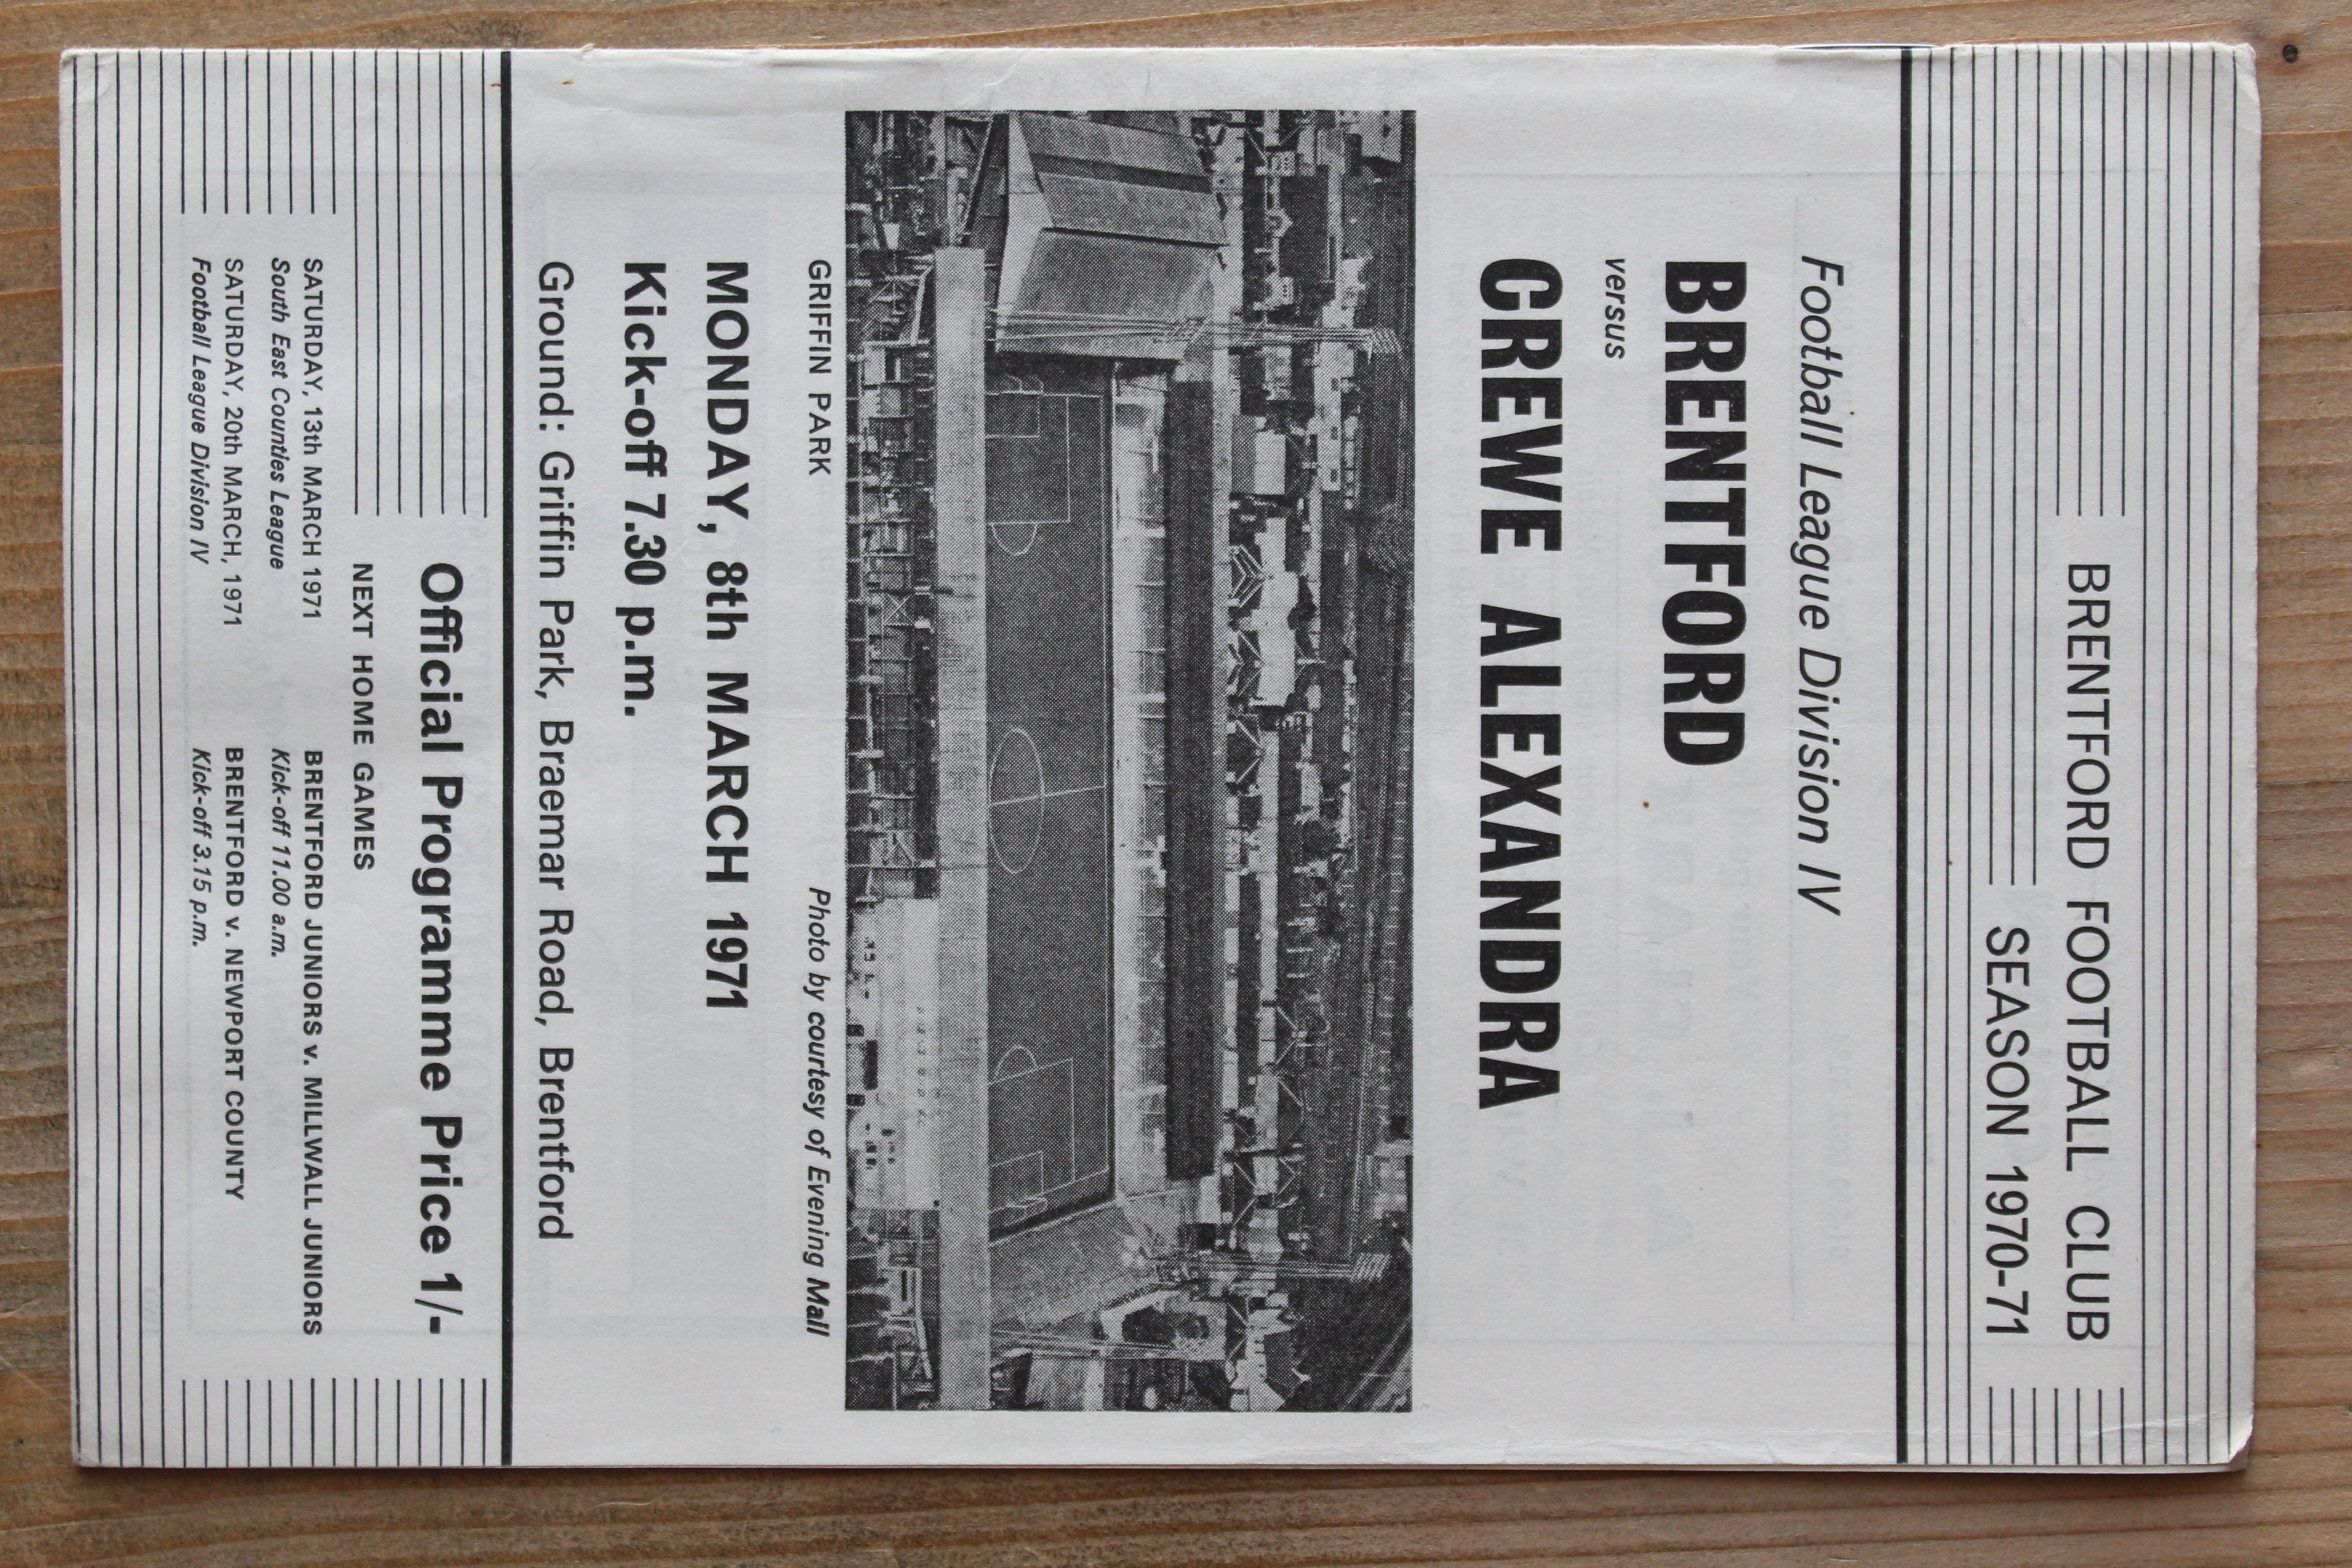 BRENTFORD FOOTBALL CLUB
SEASON 1970-71
Football League Division IV
BRENTFORD
versus
CREWE ALEXANDRA
GRIFFIN PARK Photo by courtesy of Evening Mail
MONDAY, 8th MARCH 1971
Kick-off 7.30 p.m.
Ground: Griffin Park, Braemar Road, Brentford
Official Programme Price 1/-
NEXT HOME GAMES
SATURDAY, 13th MARCH 1971 BRENTFORD JUNIORS v. MILLWALL JUNIORS
South East Counties League Kick-off 11.00 a.m.
SATURDAY, 20th MARCH, 1971 BRENTFORD v. NEWPORT COUNTY
Football League Division IV Kick-off 3.15 p.m.